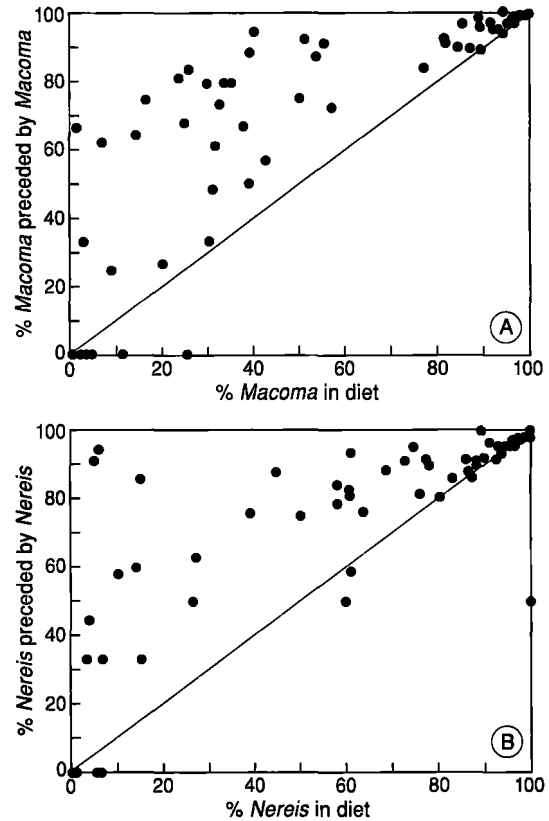 100
80
60
40
20
0
% Macoma preceded by Macoma
0 20 40 60 80 100
% Macoma in diet
A
100
80
60
40
20
0
% Nereis preceded by Nereis
0 20 40 60 80 100
% Nereis in diet
B